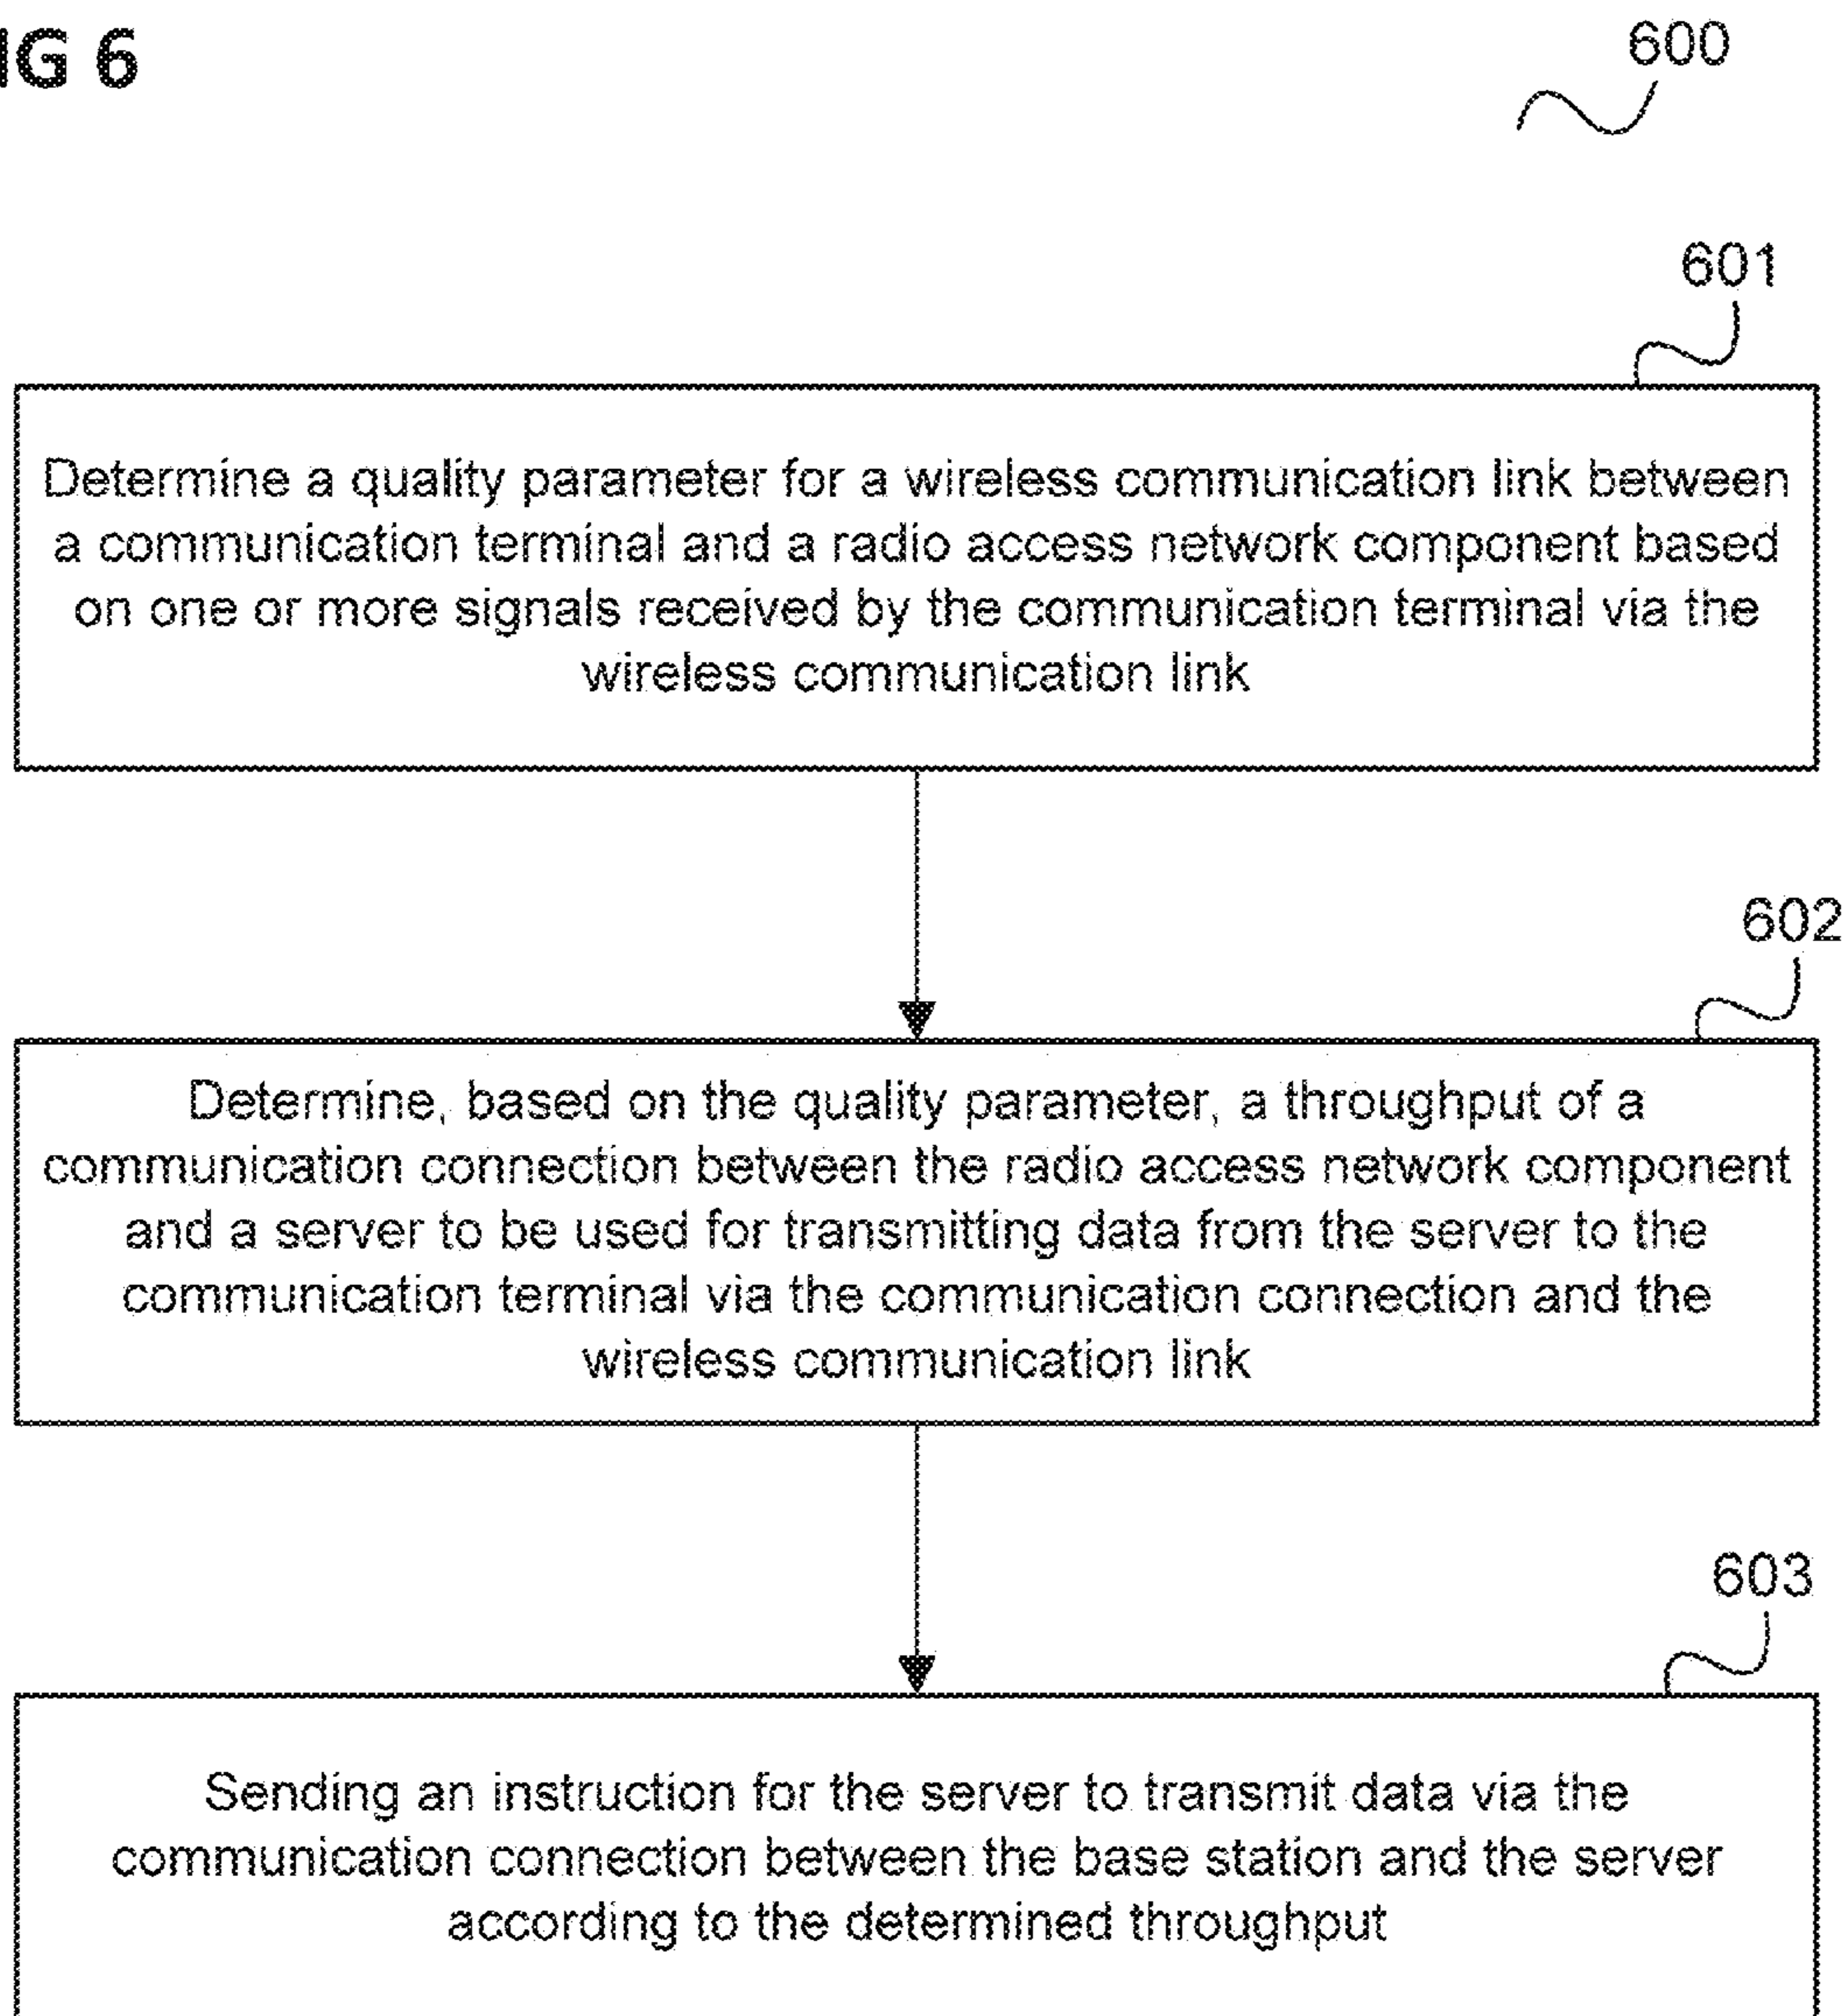 IG 6
600
601
Determine a quality parameter for a wireless communication link between
a communication terminal and a radio access network component based
on one or more signals received by the communication terminal via the
wireless communication link
602
Determine, based on the quality parameter, a throughput of a
communication connection between the radio access network component
and a server to be used for transmitting data from the server to the
communication terminal via the communication connection and the
wireless communication link
603
Sending an instruction for the server to transmit data via the
communication connection between the base station and the server
according to the determined throughput